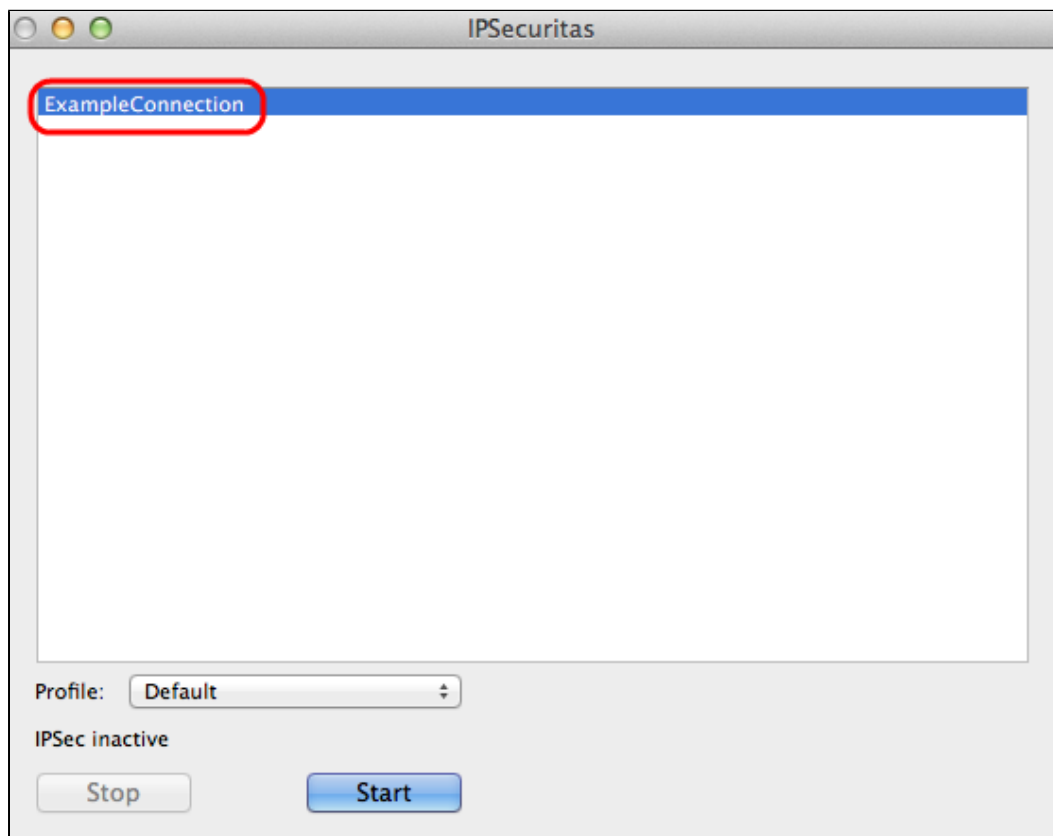 IPSecuritas
ExampleConnection
Profile: Default
IPSec inactive
Stop Start